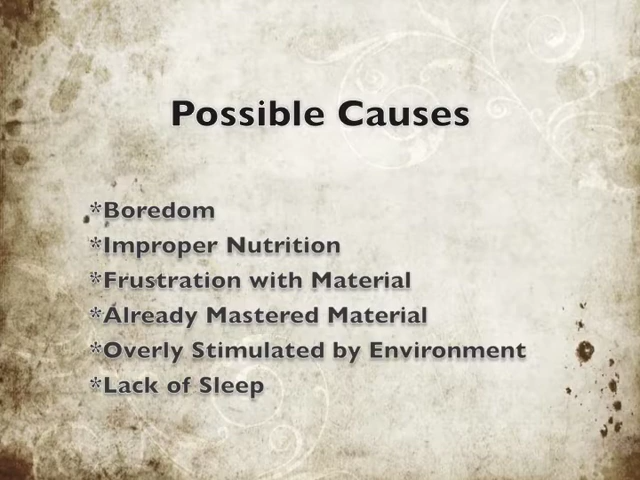 Possible Causes
*Boredom
*Improper Nutrition
*Frustration with Material
*Already Mastered Material
*Overly Stimulated by Environment
*Lack of Sleep